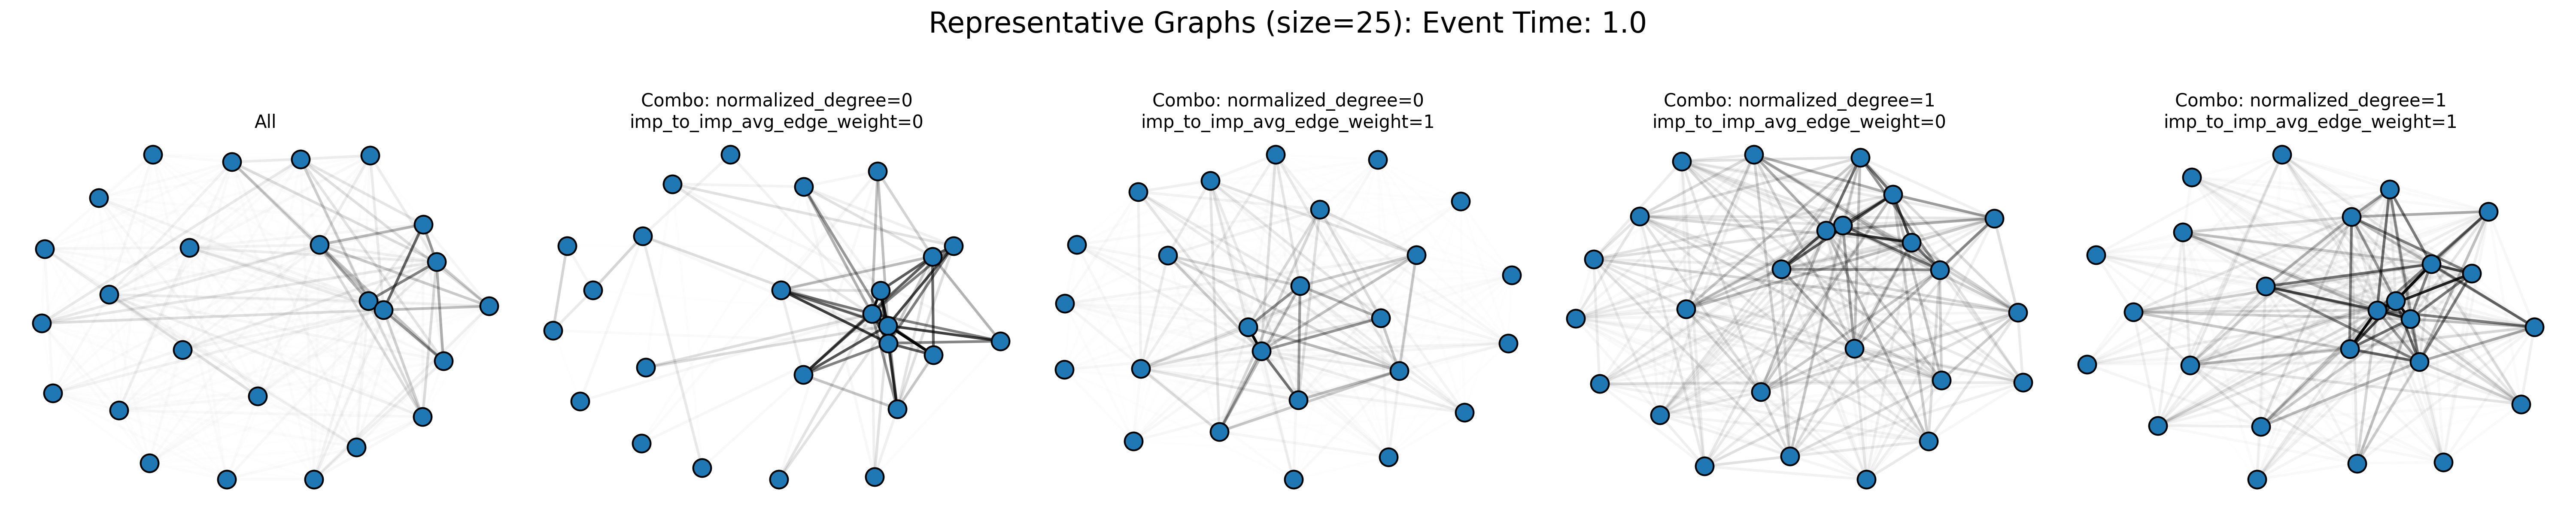 Representative Graphs (size=25): Event Time: 1.0
All
Combo: normalized_degree=0
imp_to_imp_avg_edge_weight=0
Combo: normalized_degree=0
imp_to_imp_avg_edge_weight=1
Combo: normalized_degree=1
imp_to_imp_avg_edge_weight=0
Combo: normalized_degree=1
imp_to_imp_avg_edge_weight=1